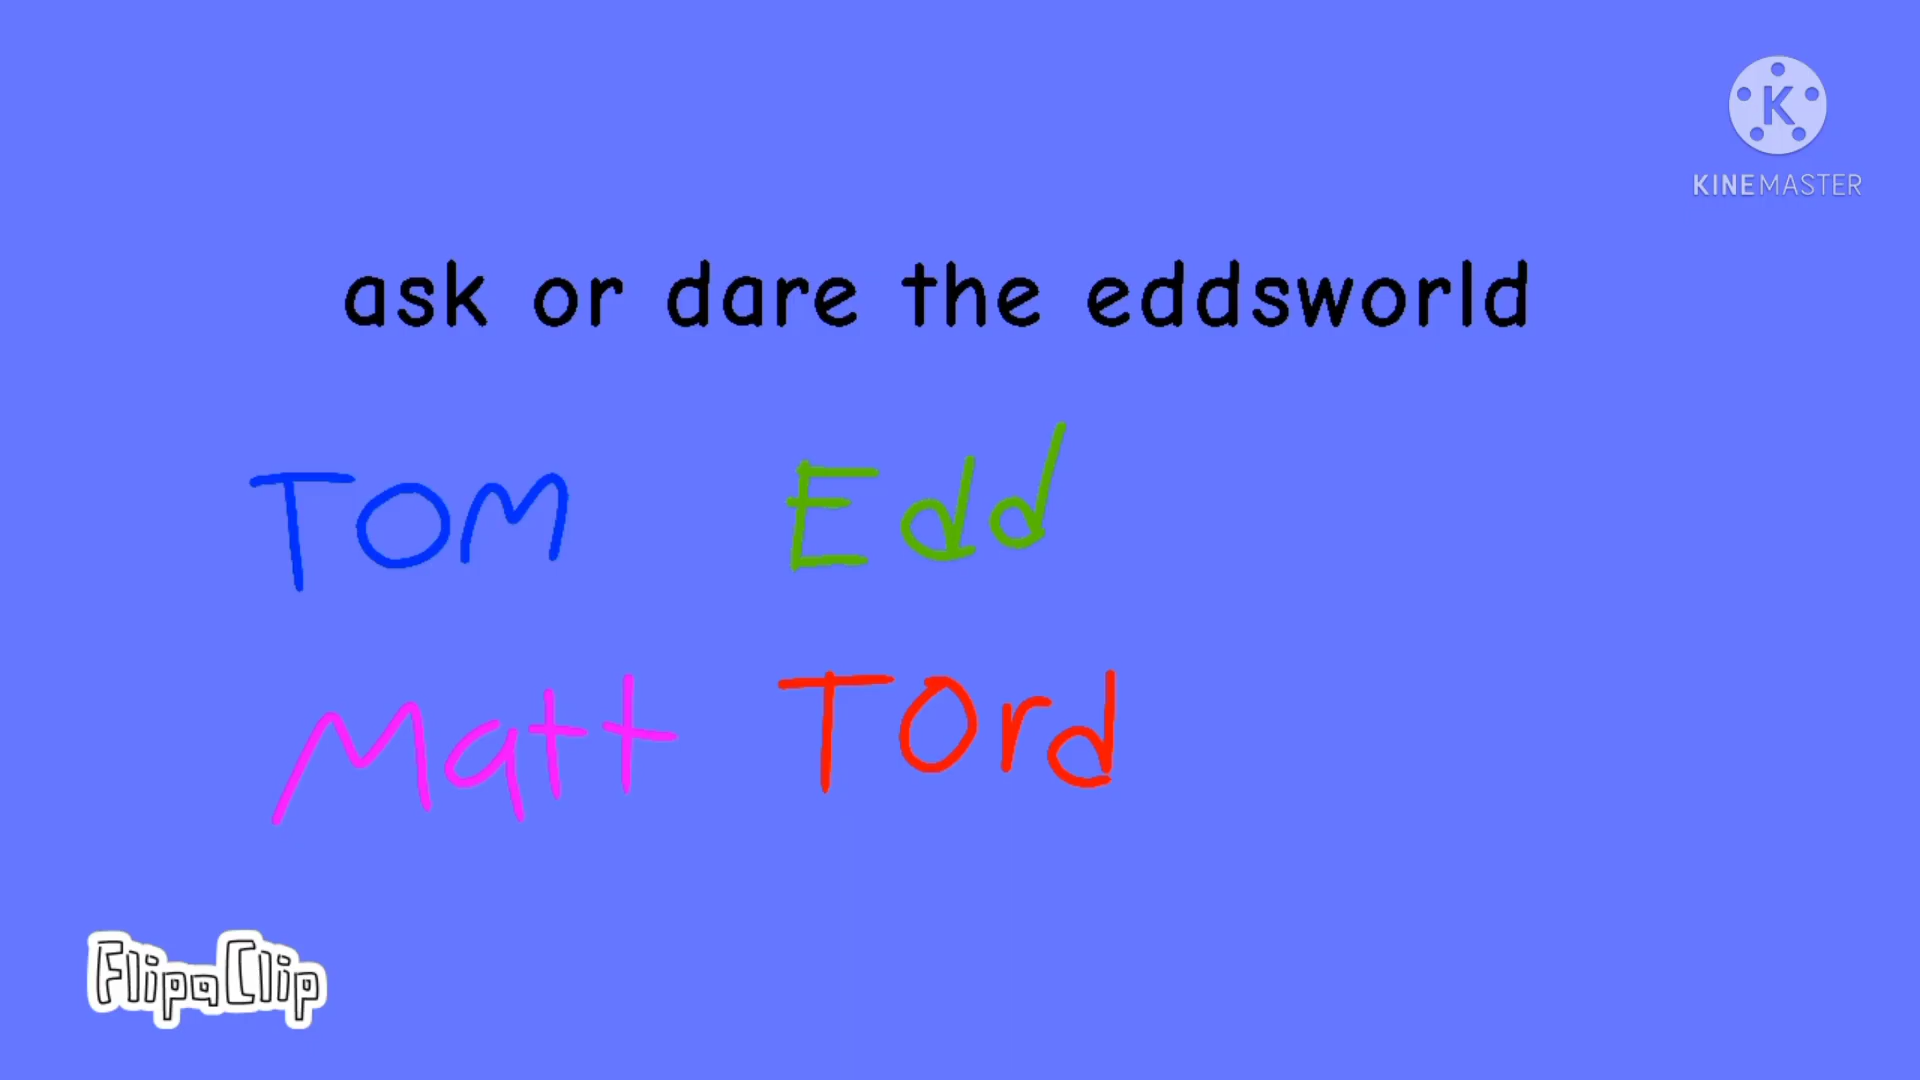 K
KINEMASTER
ask or dare the eddsworld
TOM Edd
Matt TOrd
FlipaClip